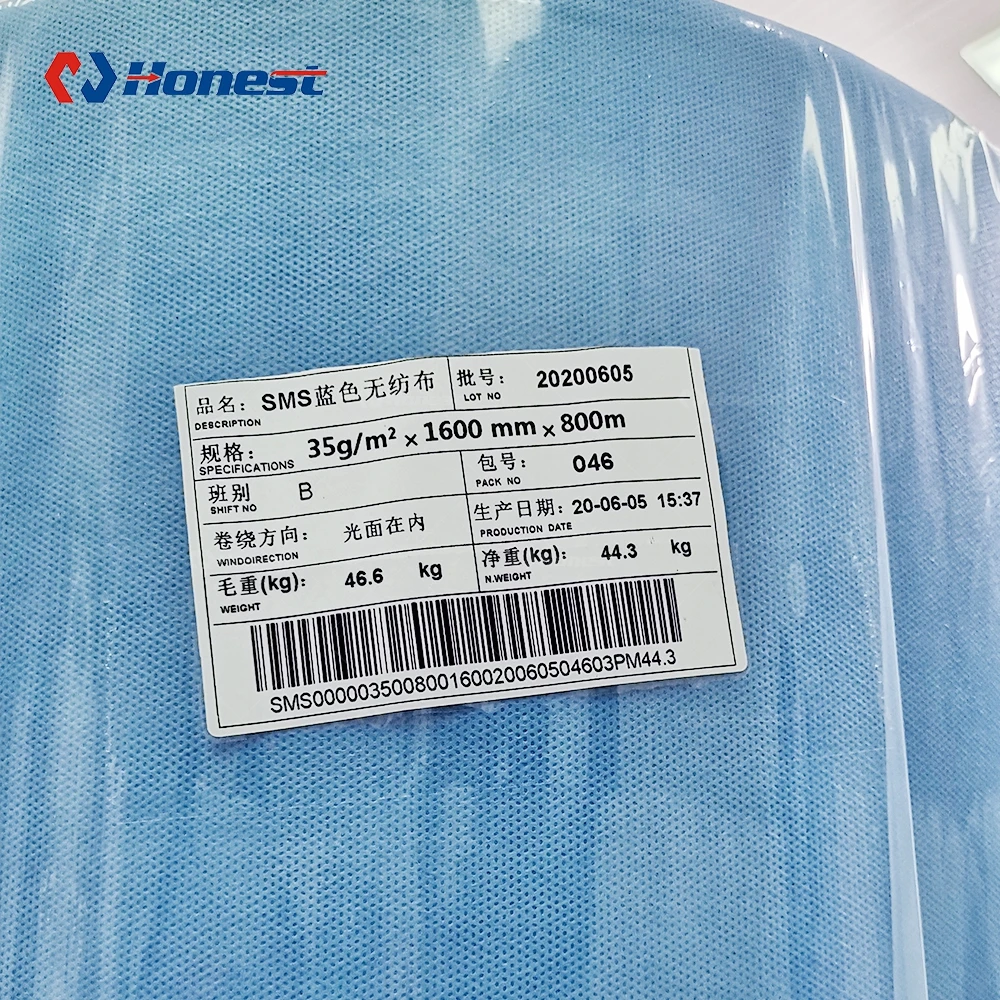 Honest
品名: SMS蓝色无纺布 批号: 20200605
DESCRIPTION LOT NO
规格: 35g/m² × 1600 mm × 800m
SPECIFICATIONS
班别 B 包号: 046
SHIFT NO PACK NO
卷绕方向: 光面在内 生产日期: 20-06-05 15:37
WINDOIRECTION PRODUCTION DATE
毛重(kg): 46.6 kg 净重(kg): 44.3 kg
WEIGHT N.WEIGHT
SMS000003500800160020060504603PM44.3